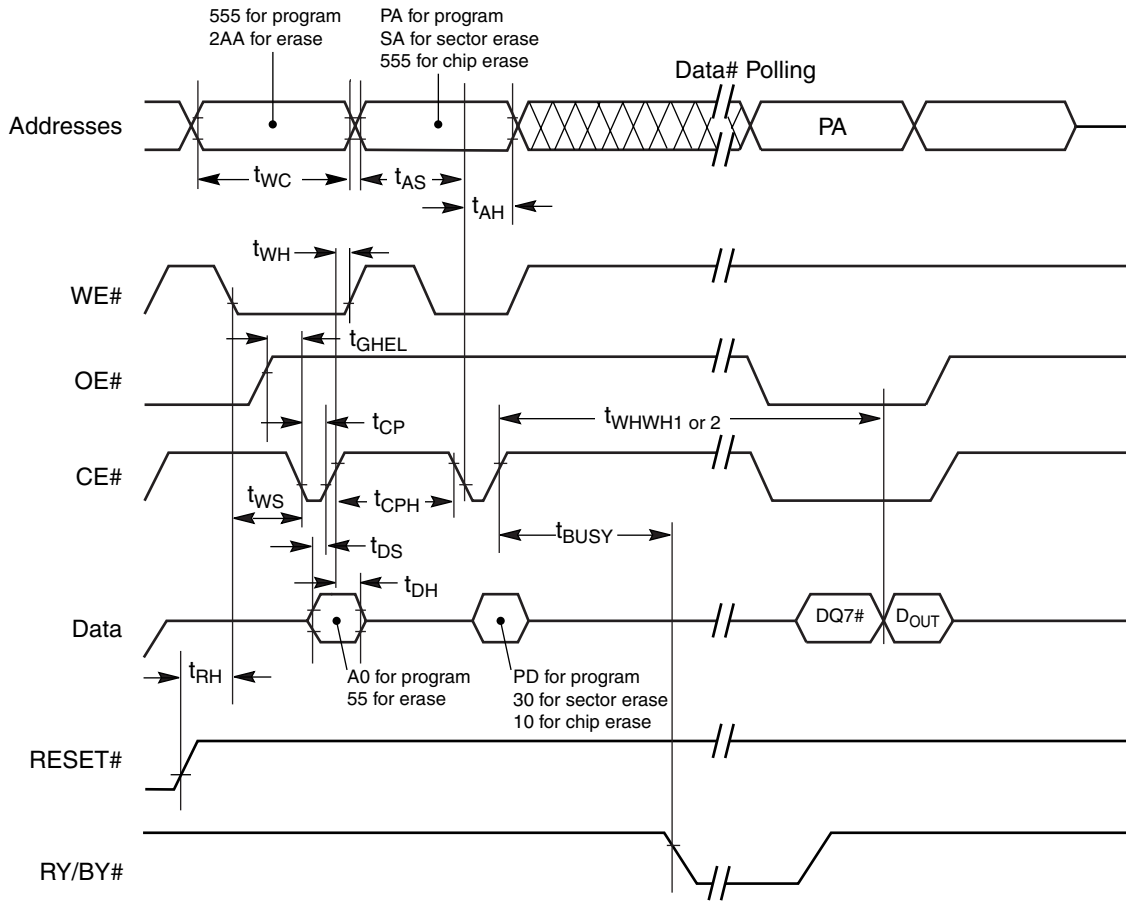 555 for program
2AA for erase
PA for program
SA for sector erase
555 for chip erase
Data# Polling
Addresses
PA
tWC
tAS
tAH
tWH
WE#
tGHEL
OE#
tWHWH1 or 2
tCP
CE#
tWS
tCPH
tBUSY
tDS
tDH
Data
DQ7#
DOUT
tRH
A0 for program
55 for erase
PD for program
30 for sector erase
10 for chip erase
RESET#
RY/BY#